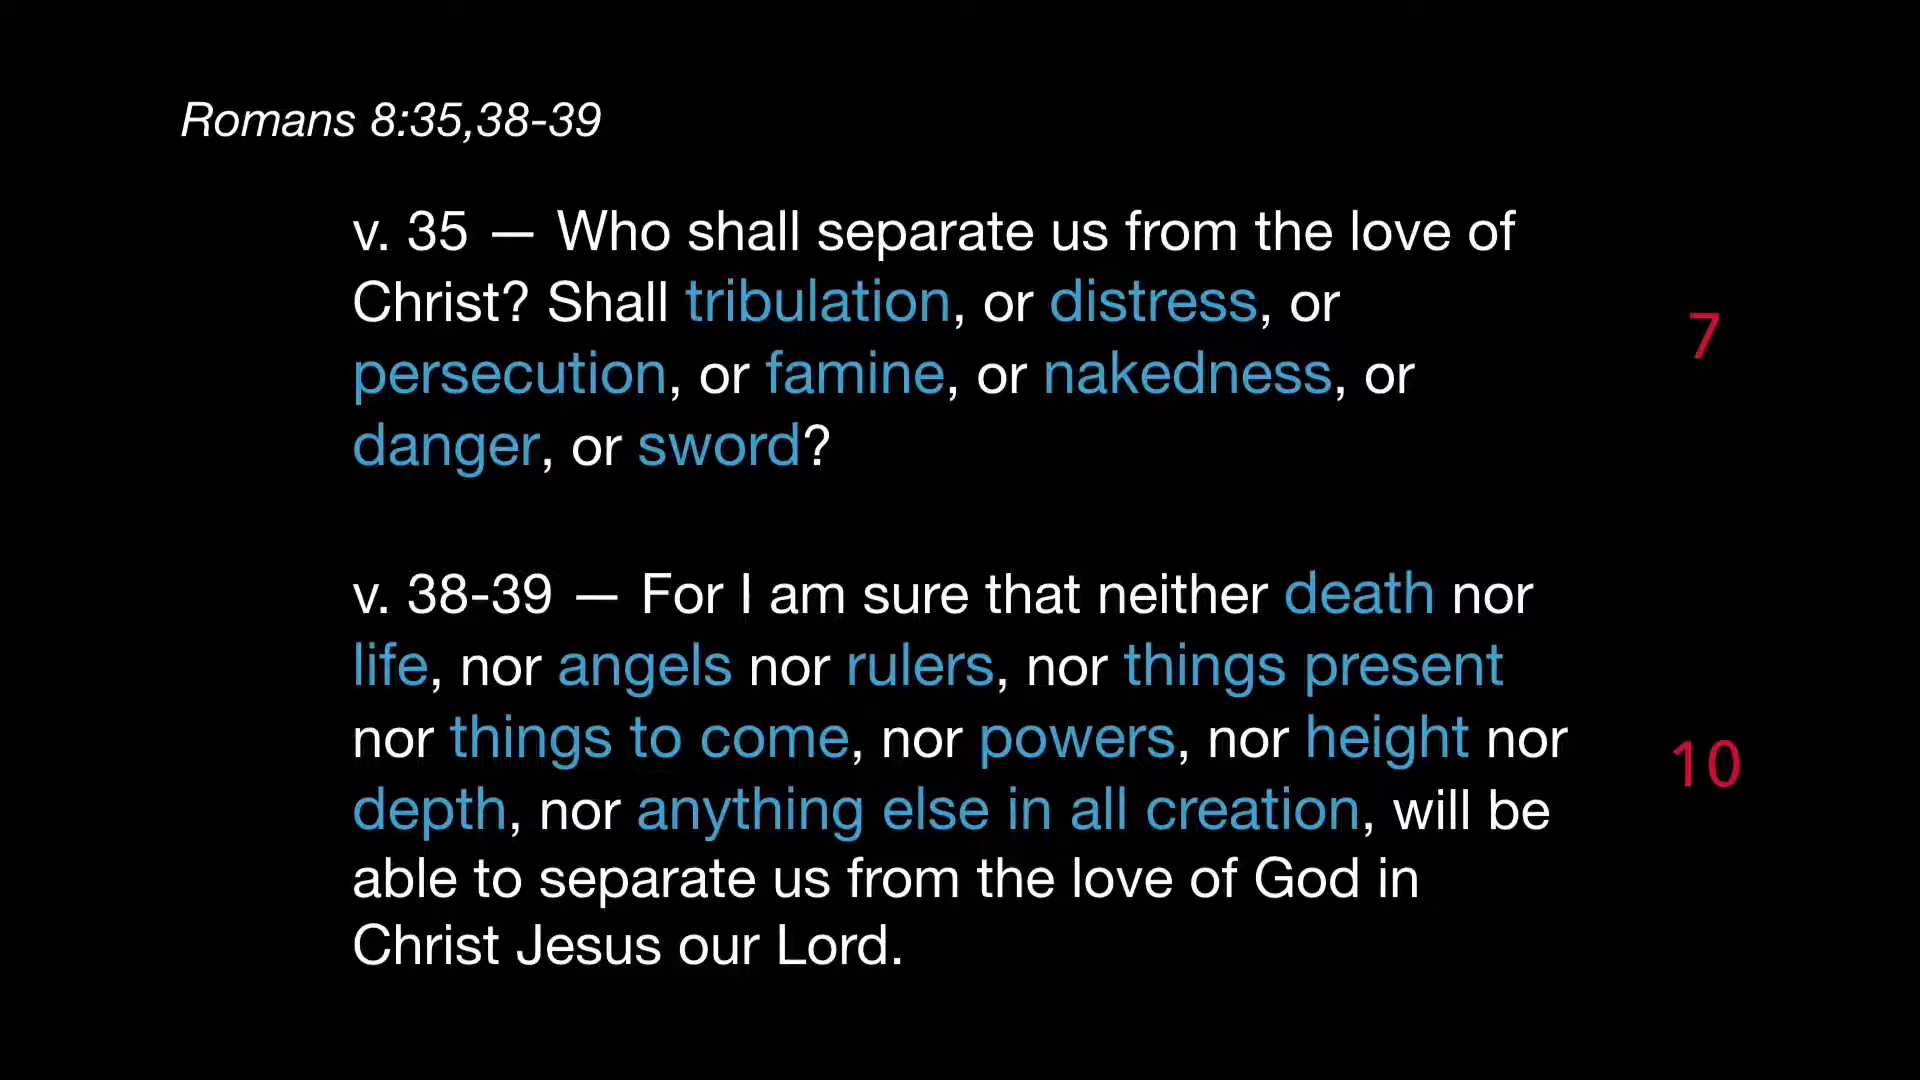 Romans 8:35,38-39
v. 35 — Who shall separate us from the love of
Christ? Shall tribulation, or distress, or
persecution, or famine, or nakedness, or
danger, or sword?
7
v. 38-39 — For I am sure that neither death nor
life, nor angels nor rulers, nor things present
nor things to come, nor powers, nor height nor
depth, nor anything else in all creation, will be
able to separate us from the love of God in
Christ Jesus our Lord.
10